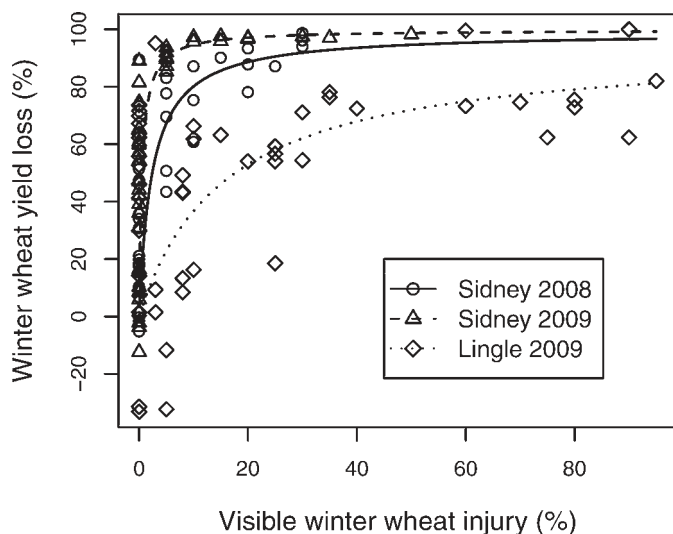 Winter wheat yield loss (%)
100
80
60
40
20
0
−20
Sidney 2008
Sidney 2009
Lingle 2009
0 20 40 60 80
Visible winter wheat injury (%)